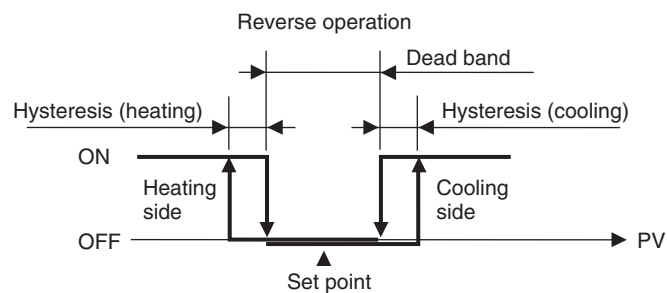 Reverse operation
Dead band
Hysteresis (heating)
Hysteresis (cooling)
ON
Heating
side
Cooling
side
OFF
PV
Set point